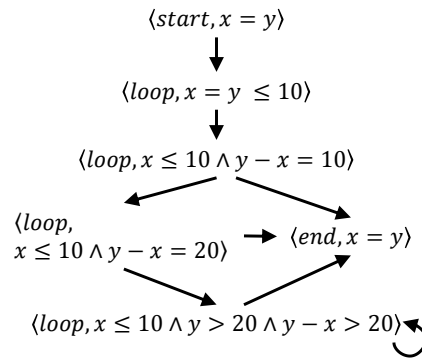 ⟨start, x = y⟩
⟨loop, x = y ≤ 10⟩
⟨loop, x ≤ 10 ∧ y − x = 10⟩
⟨loop,
x ≤ 10 ∧ y − x = 20⟩
⟨end, x = y⟩
⟨loop, x ≤ 10 ∧ y > 20 ∧ y − x > 20⟩